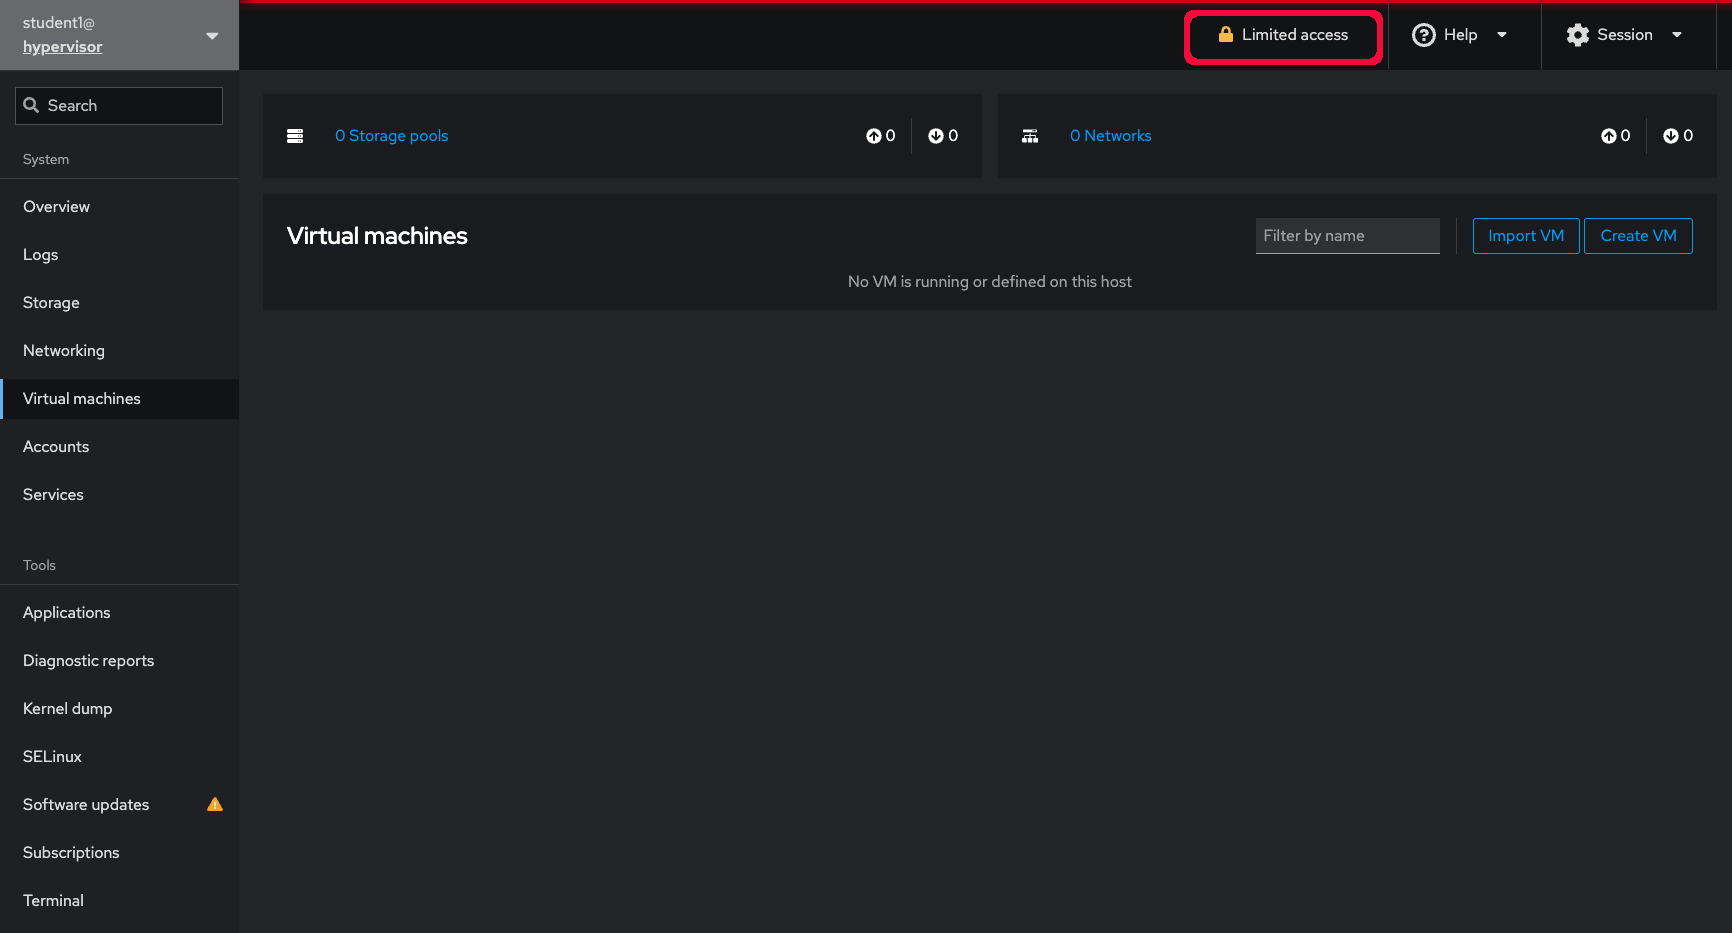 student1@
hypervisor
Limited access
Help
Session
Search
System
Overview
Logs
Storage
Networking
Virtual machines
Accounts
Services
Tools
Applications
Diagnostic reports
Kernel dump
SELinux
Software updates
Subscriptions
Terminal
0 Storage pools 0 0
0 Networks 0 0
Virtual machines
Filter by name
Import VM
Create VM
No VM is running or defined on this host